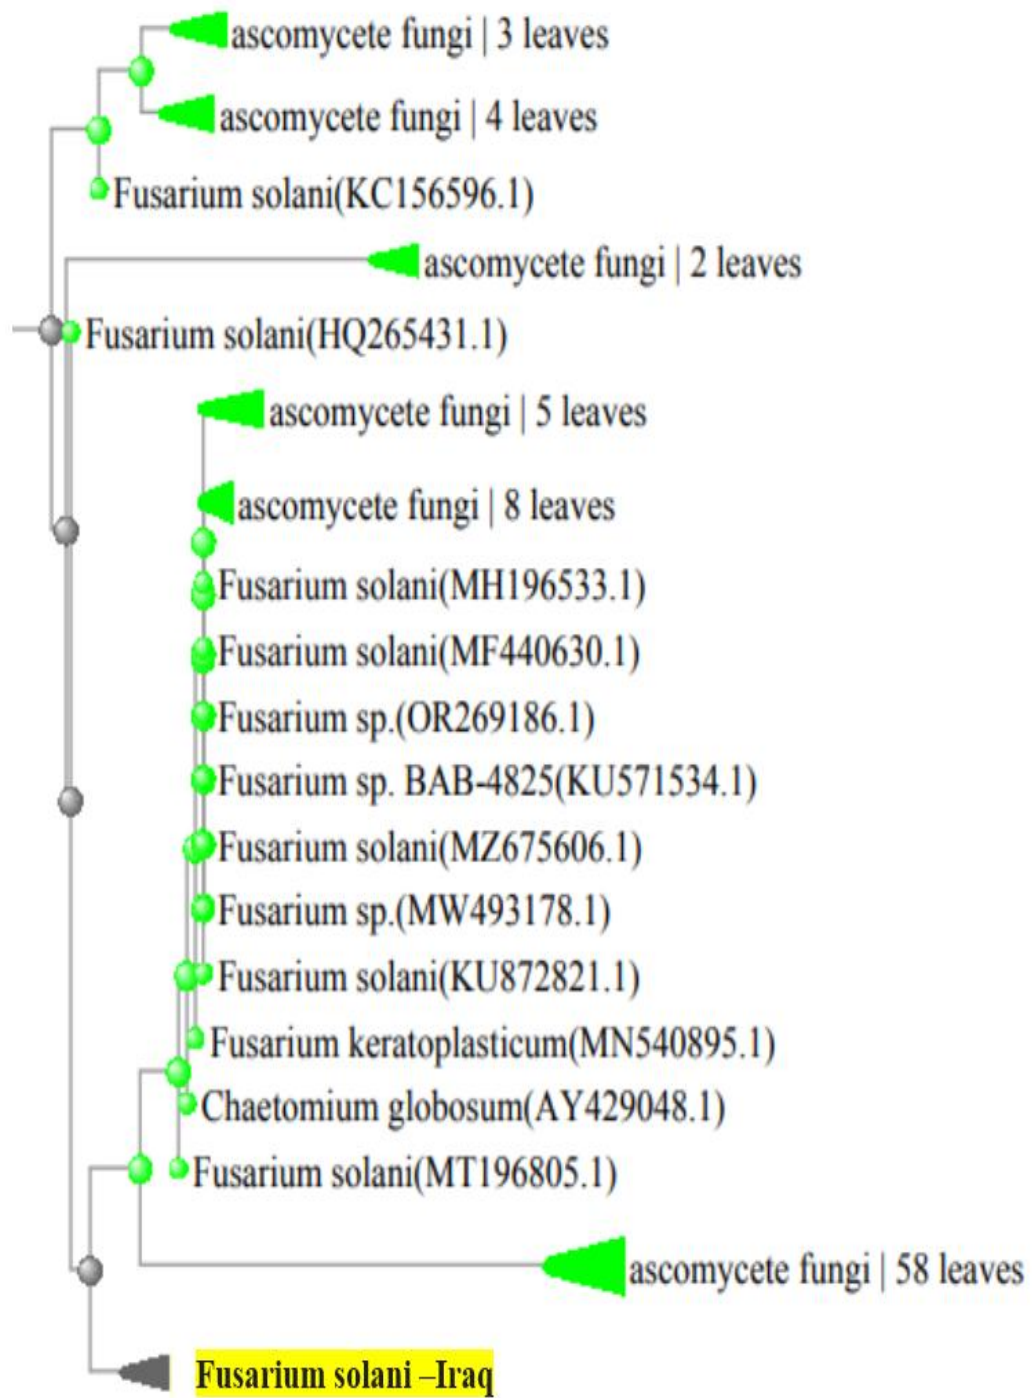 ascomycete fungi | 3 leaves
ascomycete fungi | 4 leaves
Fusarium solani(KC156596.1)
ascomycete fungi | 2 leaves
Fusarium solani(HQ265431.1)
ascomycete fungi | 5 leaves
ascomycete fungi | 8 leaves
Fusarium solani(MH196533.1)
Fusarium solani(MF440630.1)
Fusarium sp.(OR269186.1)
Fusarium sp. BAB-4825(KU571534.1)
Fusarium solani(MZ675606.1)
Fusarium sp.(MW493178.1)
Fusarium solani(KU872821.1)
Fusarium keratoplasticum(MN540895.1)
Chaetomium globosum(AY429048.1)
Fusarium solani(MT196805.1)
ascomycete fungi | 58 leaves
Fusarium solani –Iraq